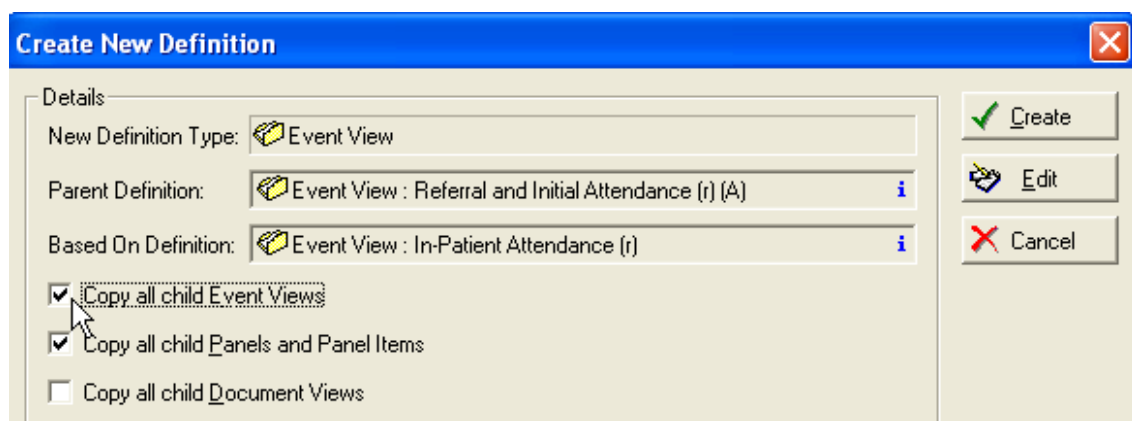 Create New Definition
Details
New Definition Type: Event View
Parent Definition: Event View : Referral and Initial Attendance (r) (A) i
Based On Definition: Event View : In-Patient Attendance (r) i
Copy all child Event Views
Copy all child Panels and Panel Items
Copy all child Document Views
Create
Edit
Cancel